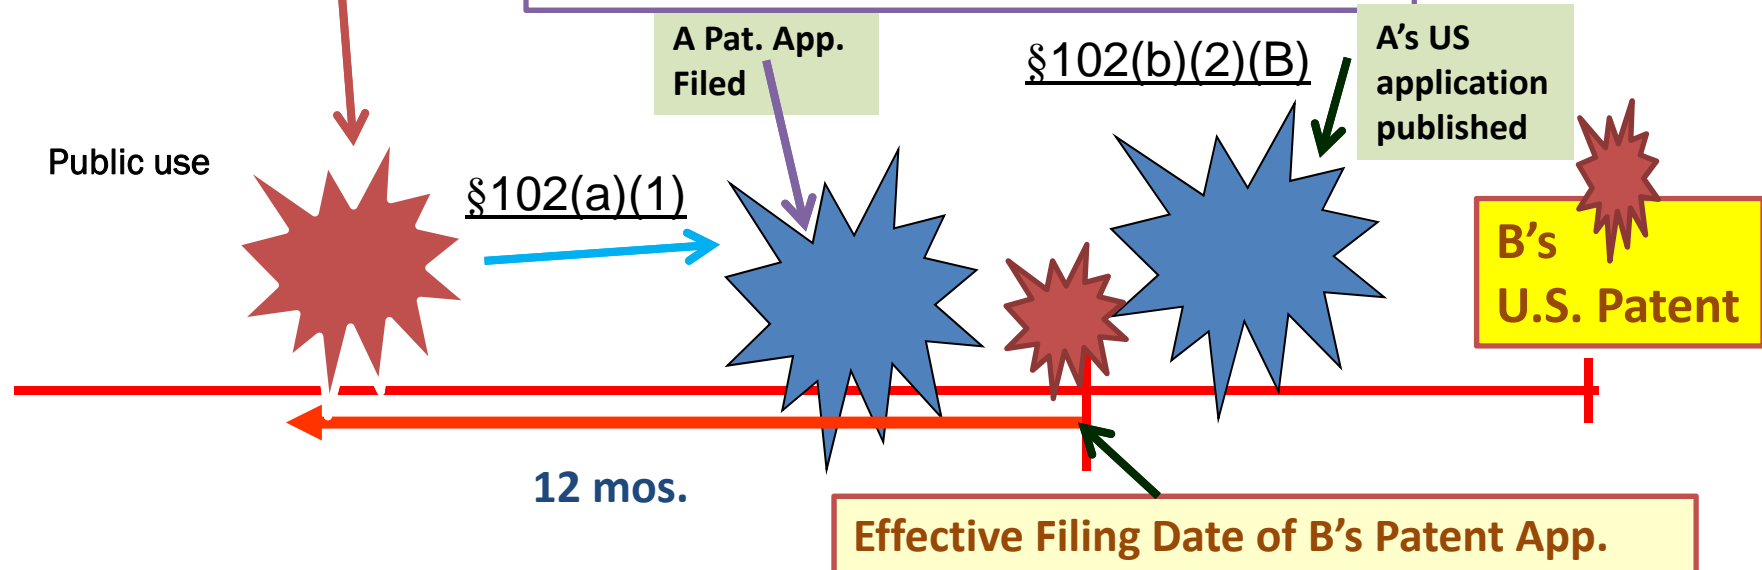 A Pat. App.
Filed
§102(b)(2)(B)
A's US
application
published
Public use
§102(a)(1)
B's
U.S. Patent
12 mos.
Effective Filing Date of B's Patent App.